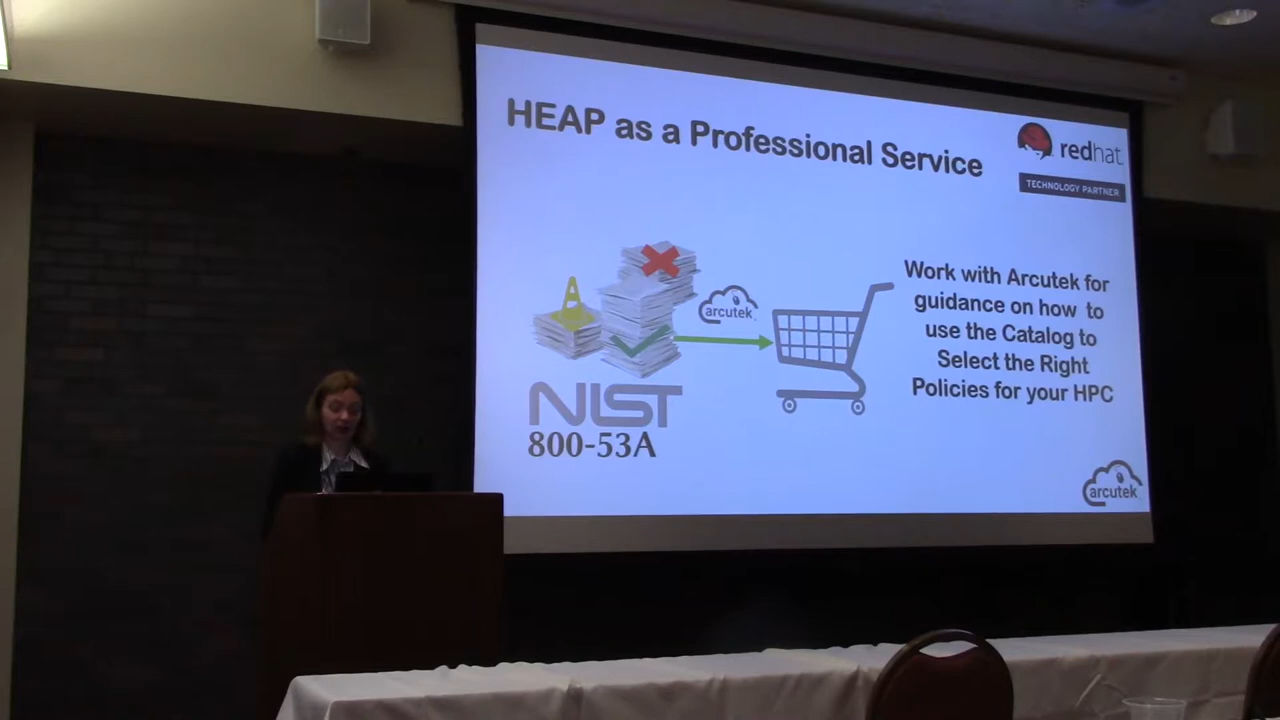 HEAP as a Professional Service
redhat.
TECHNOLOGY PARTNER
arcutek
NIST
800-53A
Work with Arcutek for
guidance on how to
use the Catalog to
Select the Right
Policies for your HPC
arcutek